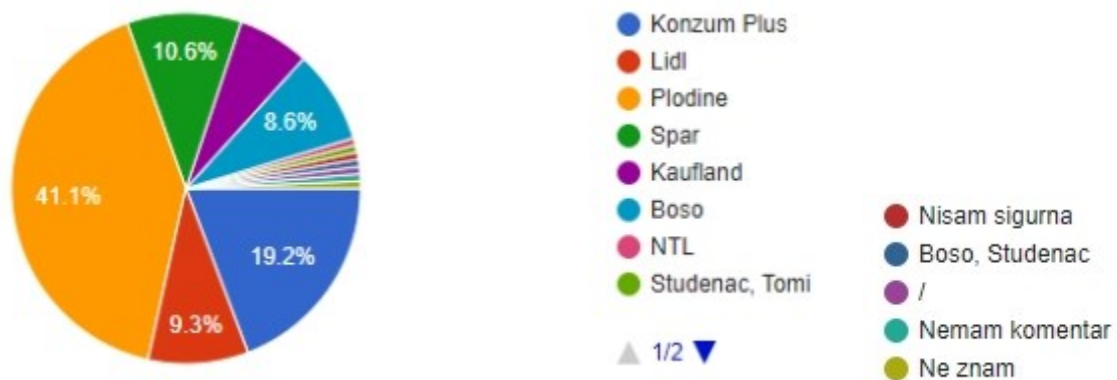 10.6%
8.6%
41.1%
19.2%
9.3%
Konzum Plus
Lidl
Plodine
Spar
Kaufland
Boso
NTL
Studenac, Tomi
1/2
Nisam sigurna
Boso, Studenac
/
Nemam komentar
Ne znam